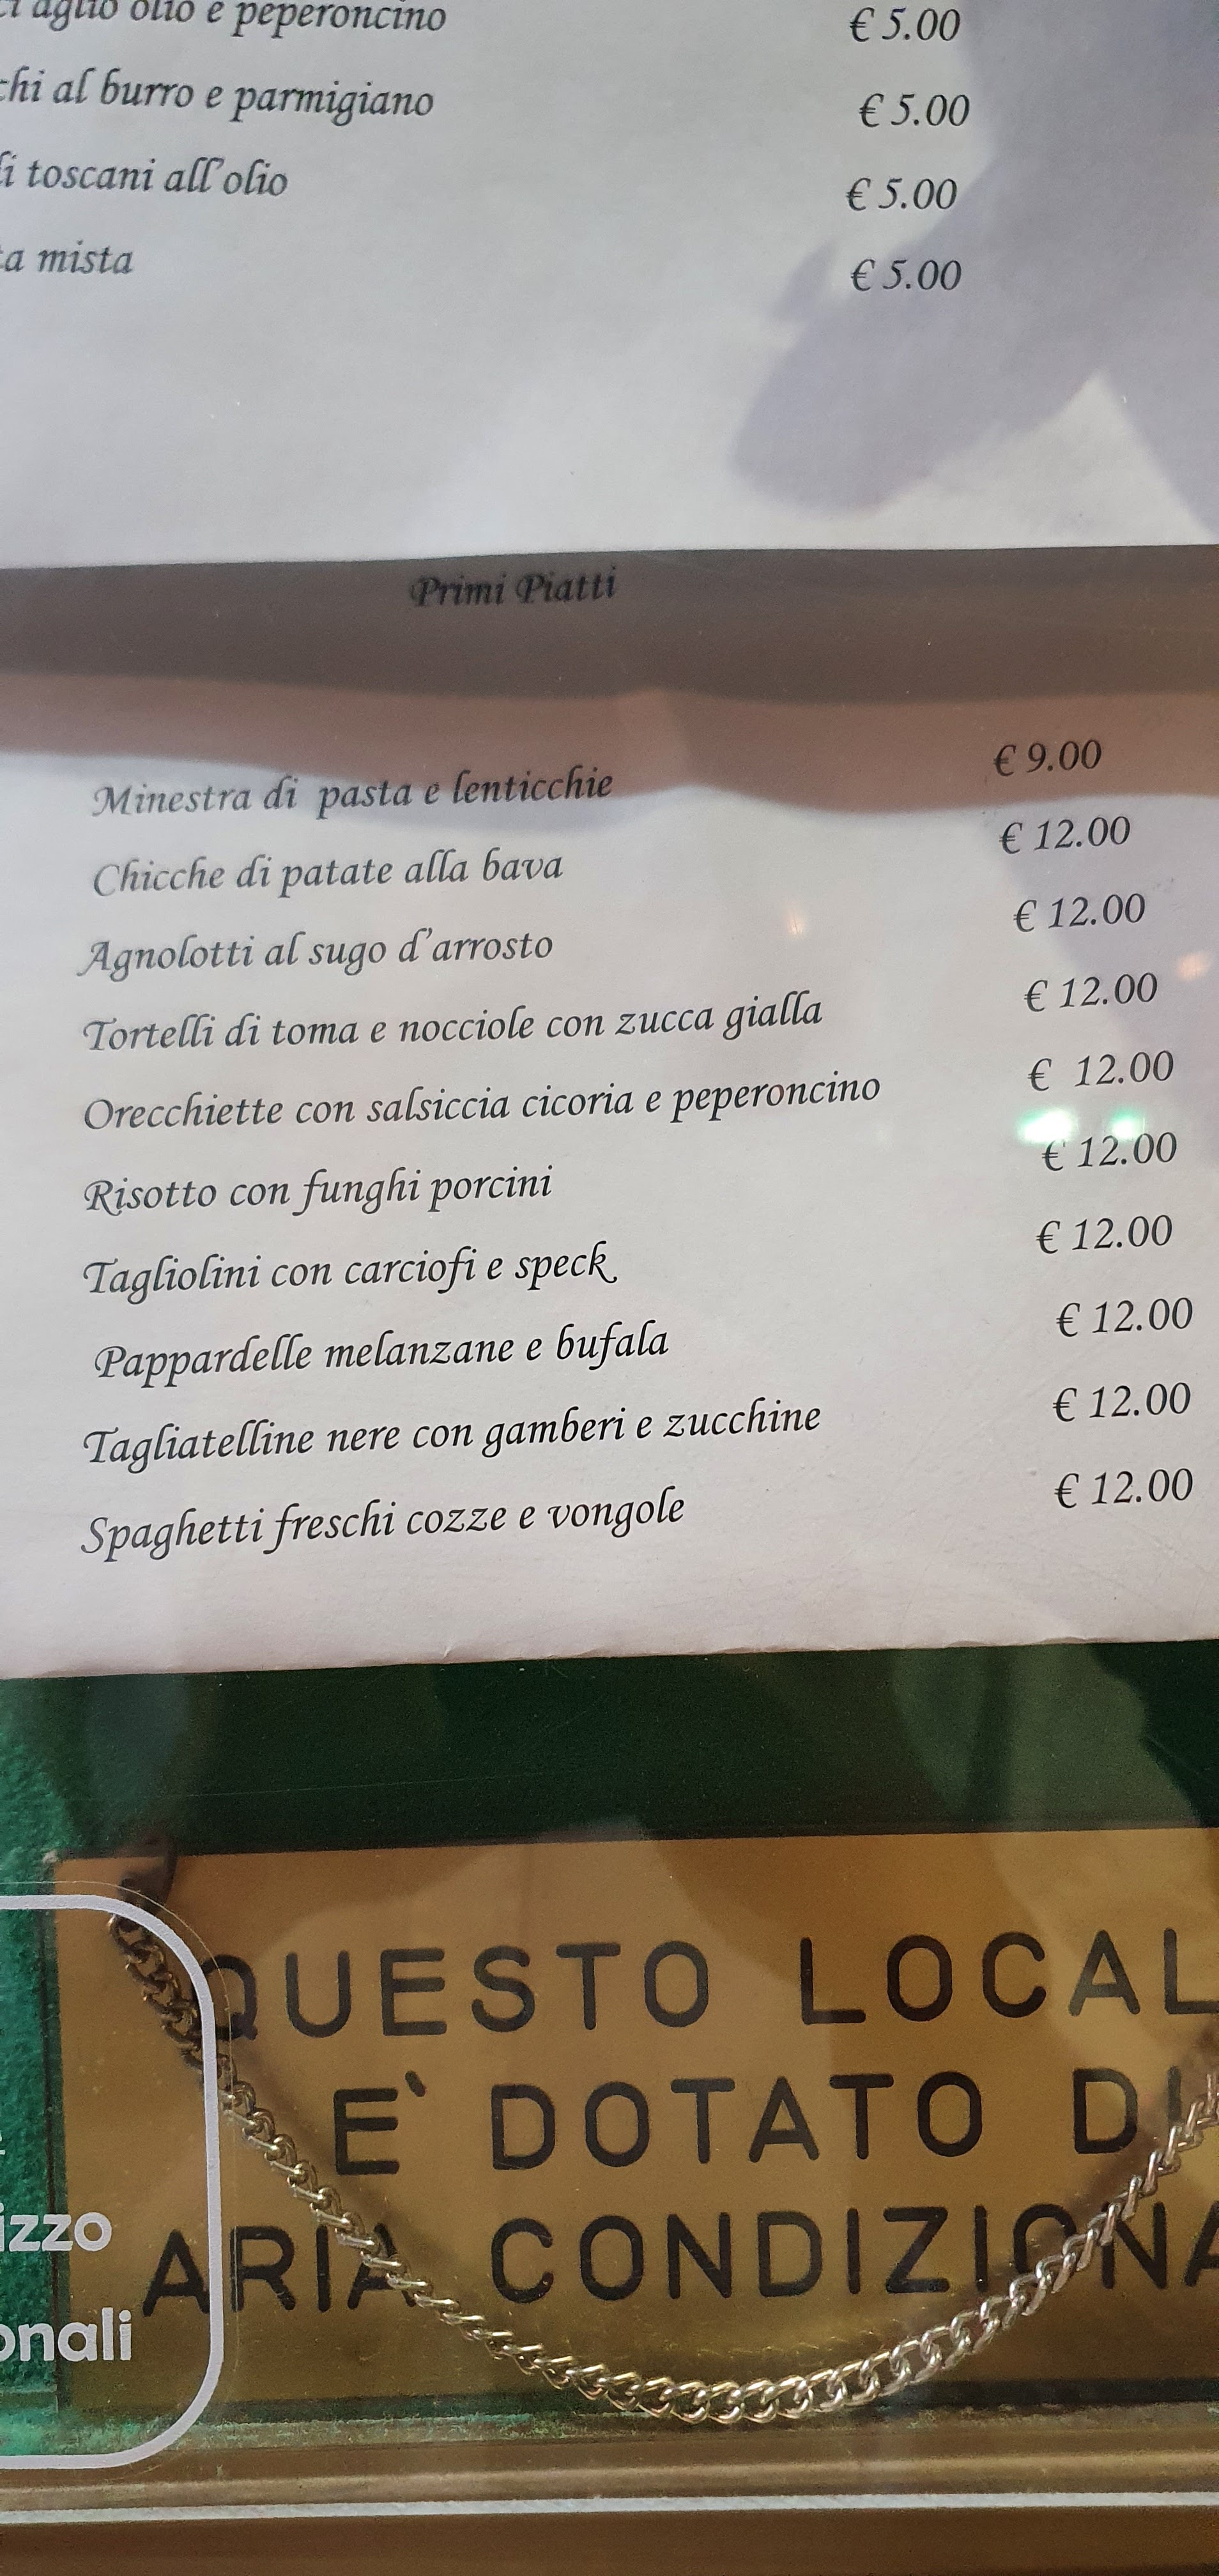 aglio olio e peperoncino € 5.00
al burro e parmigiano € 5.00
toscani all'olio € 5.00
mista € 5.00
Primi Piatti
Minestra di pasta e lenticchie € 9.00
Chicche di patate alla bava € 12.00
Agnolotti al sugo d'arrosto € 12.00
Tortelli di toma e nocciole con zucca gialla € 12.00
Orecchiette con salsiccia cicoria e peperoncino € 12.00
Risotto con funghi porcini € 12.00
Tagliolini con carciofi e speck € 12.00
Pappardelle melanzane e bufala € 12.00
Tagliatelline nere con gamberi e zucchine € 12.00
Spaghetti freschi cozze e vongole € 12.00
QUESTO LOCAL
E' DOTATO DI
ARIA CONDIZIONA
izzo
onali